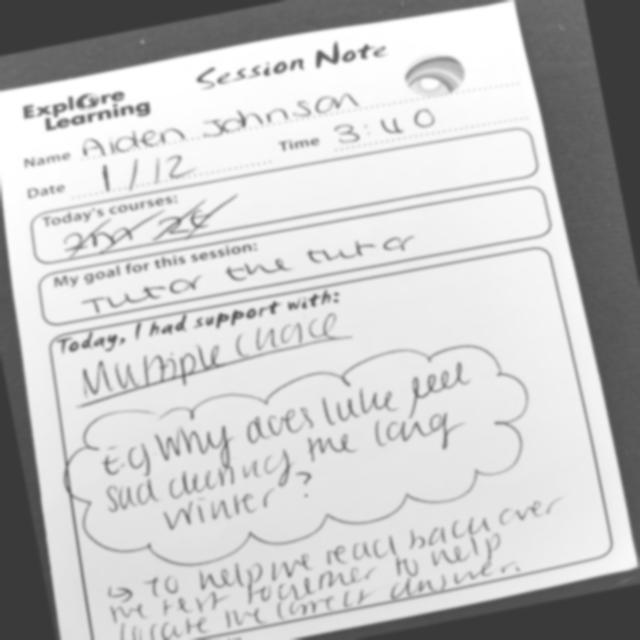 Session Note
Explore
Learning
Name Aiden Johnson
Date 1/12 Time 3:40
Today's courses:
My goal for this session:
Tutor the tutor
Today, I had support with:
Multiple choice
Eg Why does luke feel
sad during the long
winter?
↳ To help we read back over
the text together to help
locate the correct answer.